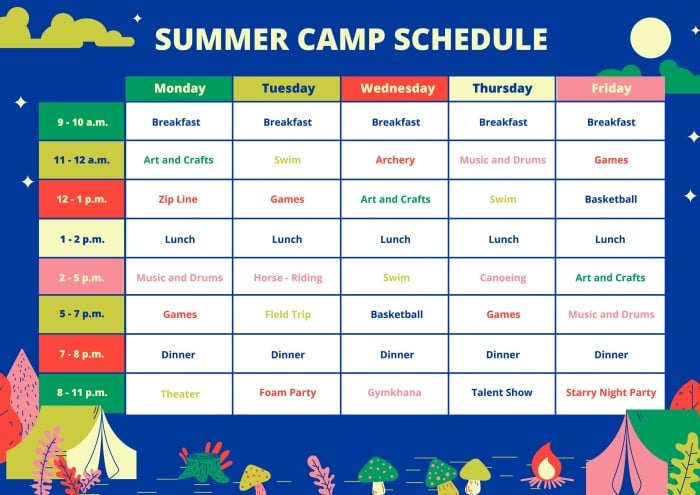 SUMMER CAMP SCHEDULE
Monday Tuesday Wednesday Thursday Friday
9 - 10 a.m. Breakfast Breakfast Breakfast Breakfast Breakfast
11 - 12 a.m. Art and Crafts Swim Archery Music and Drums Games
12 - 1 p.m. Zip Line Games Art and Crafts Swim Basketball
1 - 2 p.m. Lunch Lunch Lunch Lunch Lunch
2 - 5 p.m. Music and Drums Horse - Riding Swim Canoeing Art and Crafts
5 - 7 p.m. Games Field Trip Basketball Games Music and Drums
7 - 8 p.m. Dinner Dinner Dinner Dinner Dinner
8 - 11 p.m. Theater Foam Party Gymkhana Talent Show Starry Night Party